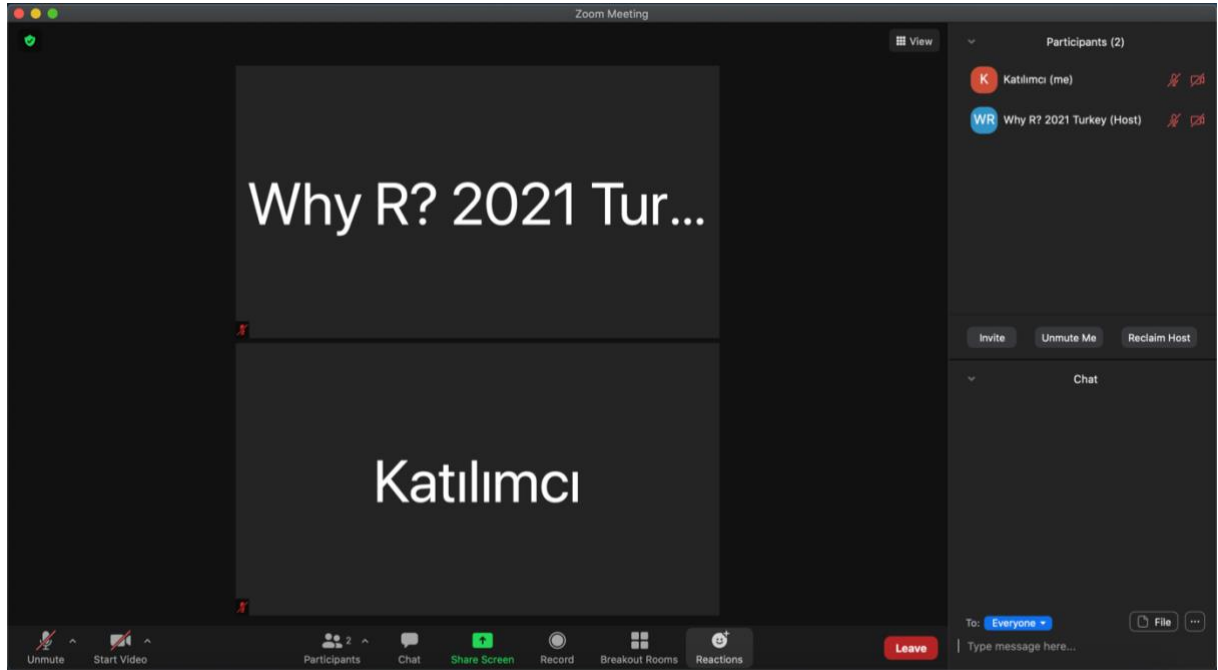 Zoom Meeting
View
Why R? 2021 Tur...
Katılımcı
Participants (2)
K Katılımcı (me)
WR Why R? 2021 Turkey (Host)
Invite Unmute Me Reclaim Host
Chat
To: Everyone File
Type message here...
Unmute Start Video Participants 2 Chat Share Screen Record Breakout Rooms Reactions Leave